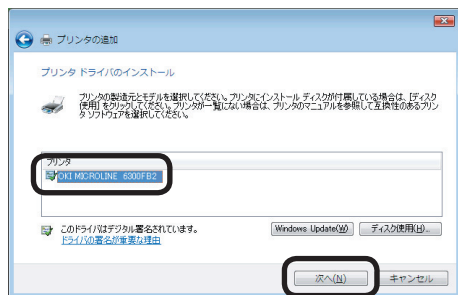 プリンタの追加
プリンタ ドライバのインストール
プリンタの製造元とモデルを選択してください。プリンタにインストール ディスクが付属している場合は、[ディスク
使用] をクリックしてください。プリンタが一覧にない場合は、プリンタのマニュアルを参照して互換性のあるプリン
タ ソフトウェアを選択してください。
プリンタ
OKI MICROLINE 6300FB2
このドライバはデジタル署名されています。
ドライバの署名が重要な理由
Windows Update(W)
ディスク使用(H)...
次へ(N)
キャンセル